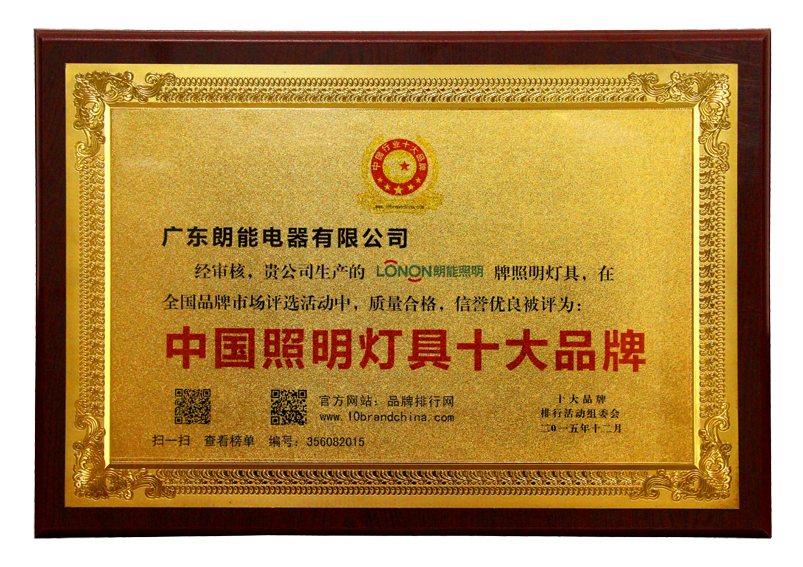 中国行业十大品牌
www.10brandchina.com
广东朗能电器有限公司
经审核，贵公司生产的 LONON朗能照明 牌照明灯具，在
全国品牌市场评选活动中，质量合格，信誉优良被评为：
中国照明灯具十大品牌
官方网站：品牌排行网
www.10brandchina.com
扫一扫 查看榜单 编号：356082015
十大品牌
排行活动组委会
二〇一五年十二月